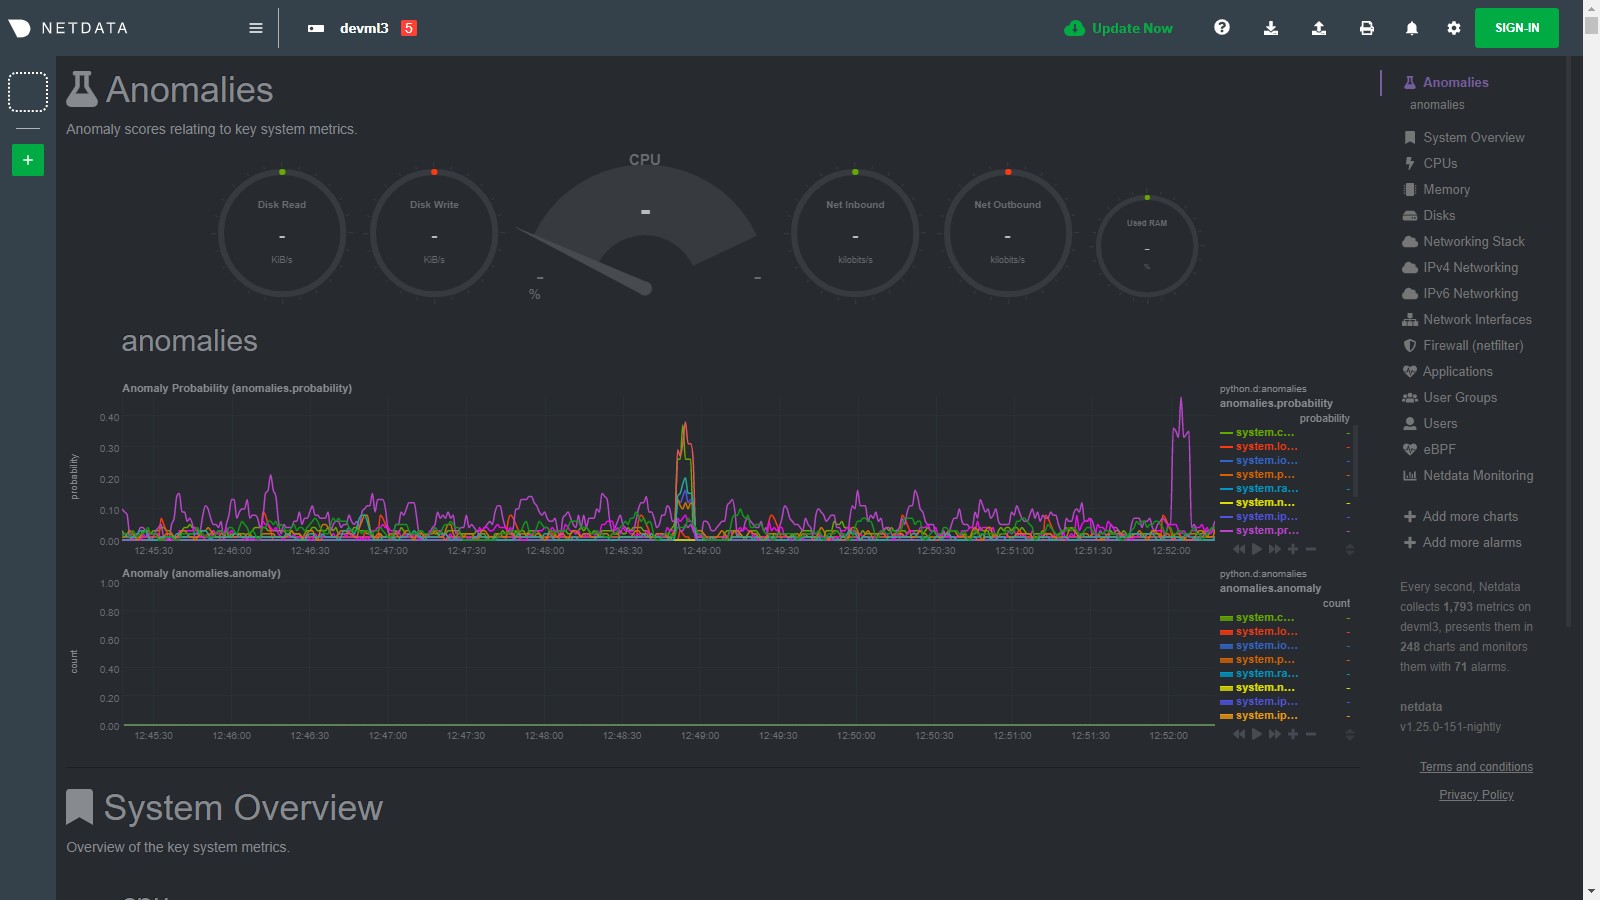 NETDATA
devml3 5
Update Now
SIGN-IN
+
Anomalies
Anomaly scores relating to key system metrics.
Disk Read
-
KiB/s
Disk Write
-
KiB/s
CPU
-
-
-
%
Net Inbound
-
kilobits/s
Net Outbound
-
kilobits/s
Used RAM
-
%
anomalies
Anomaly Probability (anomalies.probability)
probability
0.40
0.30
0.20
0.10
0.00
12:45:30 12:46:00 12:46:30 12:47:00 12:47:30 12:48:00 12:48:30 12:49:00 12:49:30 12:50:00 12:50:30 12:51:00 12:51:30 12:52:00
python.d:anomalies
anomalies.probability
probability
system.c... -
system.lo... -
system.io... -
system.p... -
system.ra... -
system.n... -
system.ip... -
system.pr... -
Anomaly (anomalies.anomaly)
count
1.00
0.80
0.60
0.40
0.20
0.00
12:45:30 12:46:00 12:46:30 12:47:00 12:47:30 12:48:00 12:48:30 12:49:00 12:49:30 12:50:00 12:50:30 12:51:00 12:51:30 12:52:00
python.d:anomalies
anomalies.anomaly
count
system.c... -
system.lo... -
system.io... -
system.p... -
system.ra... -
system.n... -
system.ip... -
system.ip... -
System Overview
Overview of the key system metrics.
Anomalies
anomalies
System Overview
CPUs
Memory
Disks
Networking Stack
IPv4 Networking
IPv6 Networking
Network Interfaces
Firewall (netfilter)
Applications
User Groups
Users
eBPF
Netdata Monitoring
Add more charts
Add more alarms
Every second, Netdata
collects 1,793 metrics on
devml3, presents them in
248 charts and monitors
them with 71 alarms.
netdata
v1.25.0-151-nightly
Terms and conditions
Privacy Policy